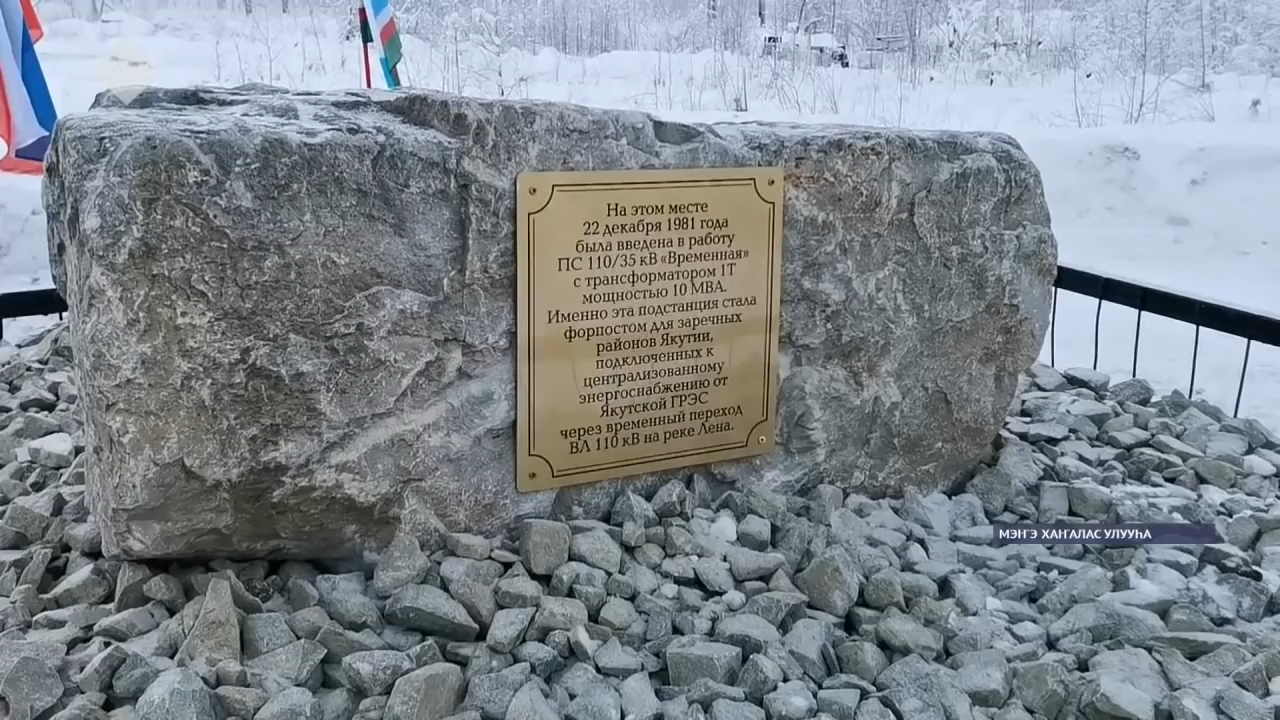 На этом месте
22 декабря 1981 года
была введена в работу
ПС 110/35 кВ «Временная»
с трансформатором 1Т
мощностью 10 МВА.
Именно эта подстанция стала
форпостом для заречных
районов Якутии,
подключенных к
централизованному
энергоснабжению от
Якутской ГРЭС
через временный переход
ВЛ 110 кВ на реке Лена.
МЭҤЭ ХАҤАЛАС УЛУУҺА